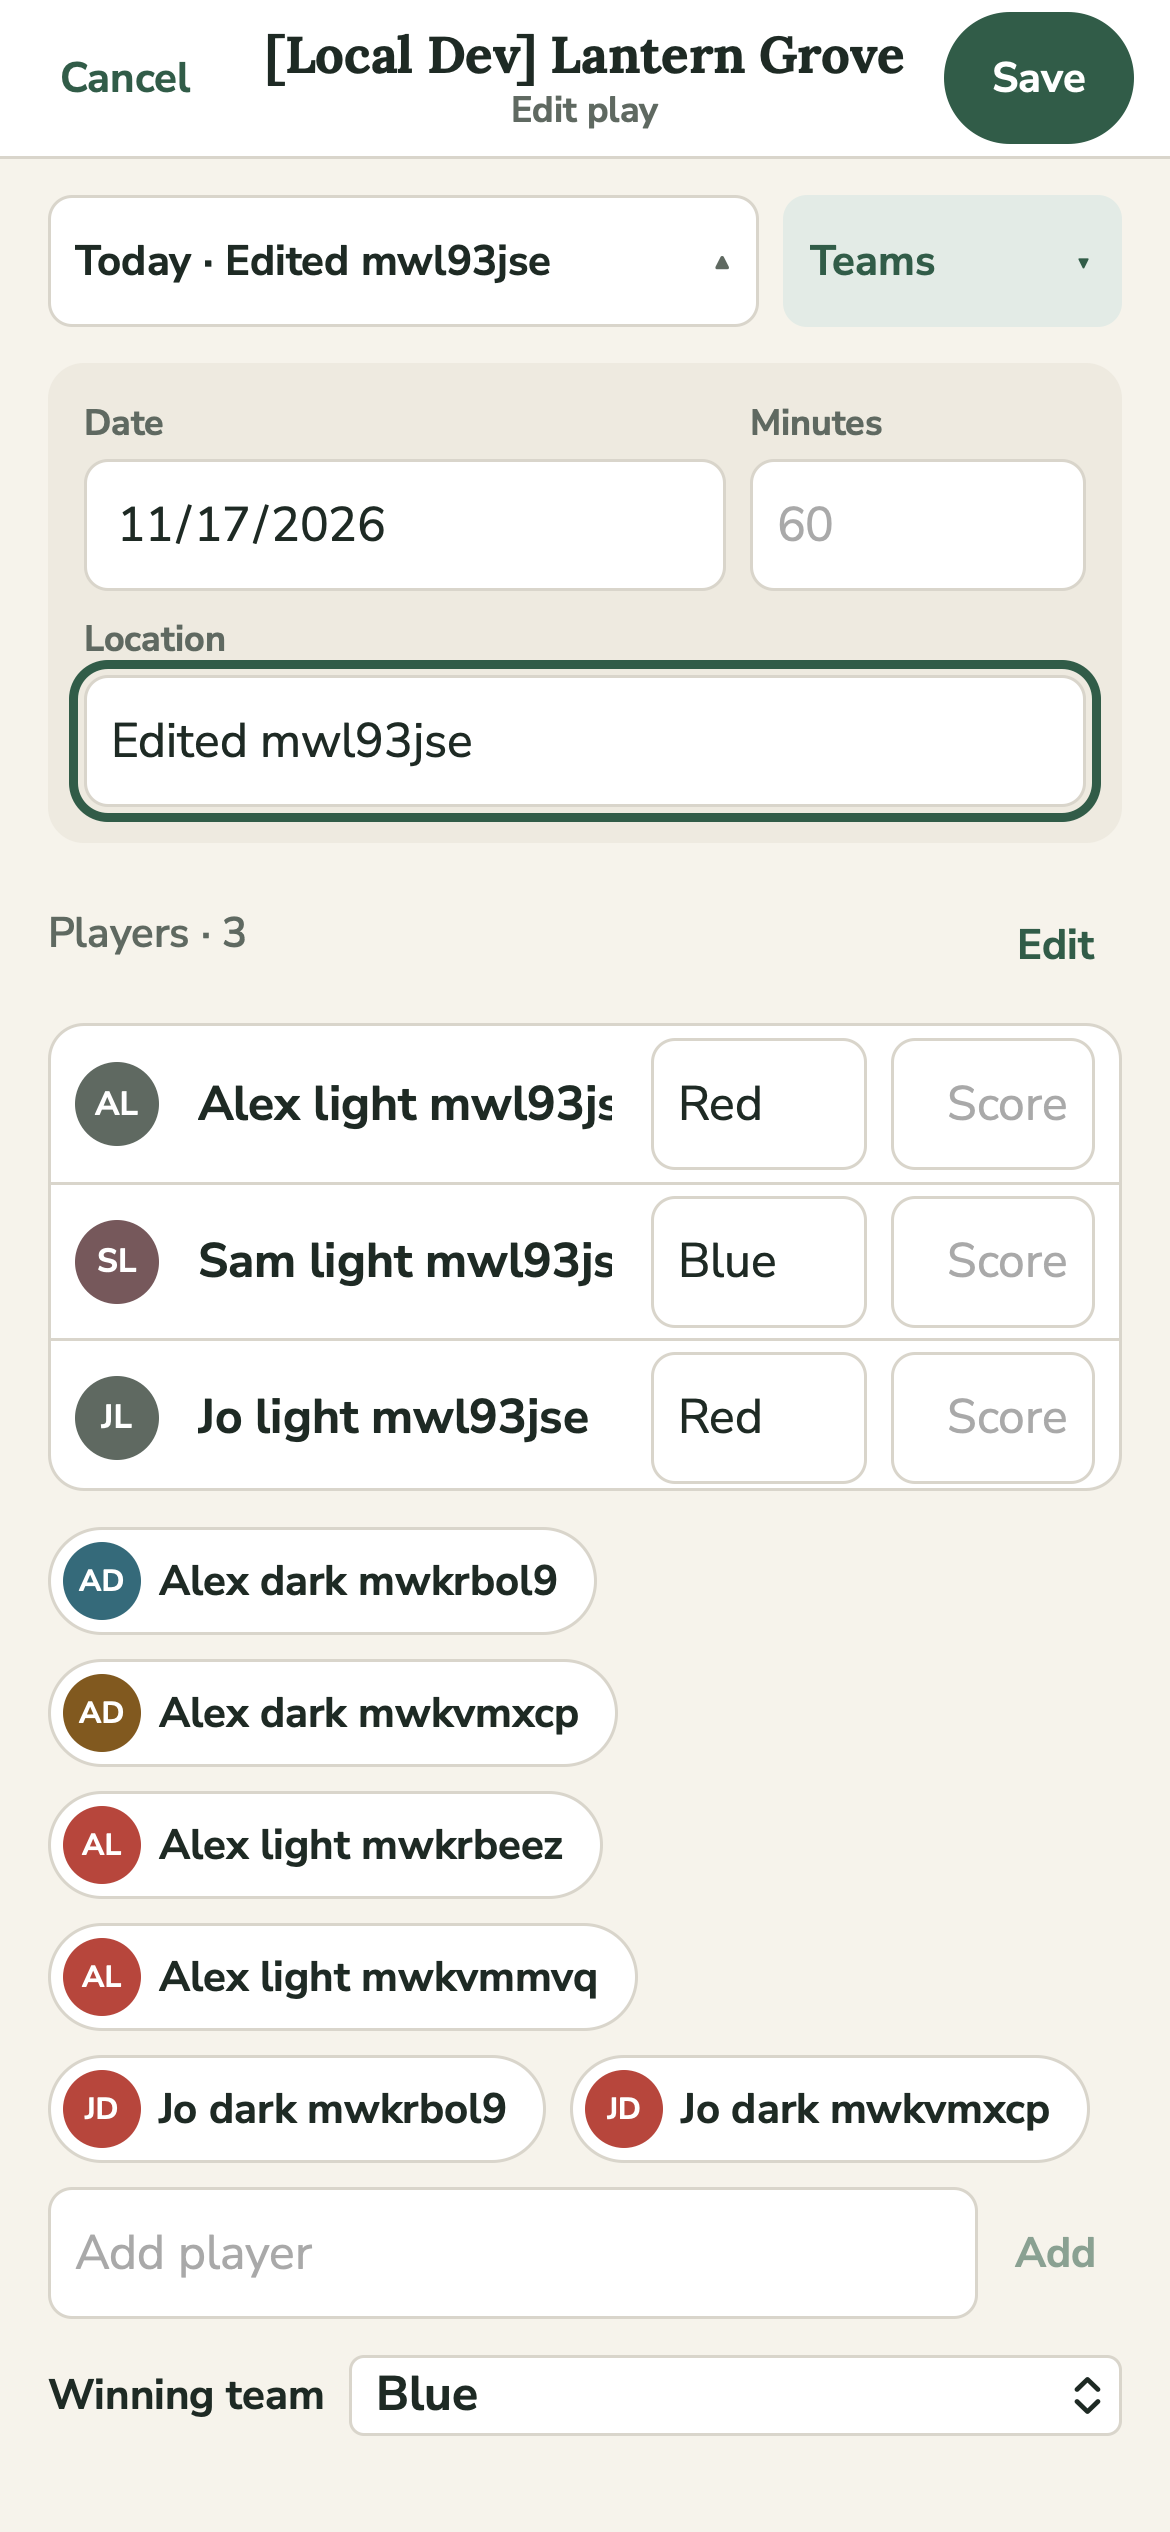 Cancel
[Local Dev] Lantern Grove
Edit play
Save
Today · Edited mwl93jse ▲
Teams ▼
Date
Minutes
11/17/2026
60
Location
Edited mwl93jse
Players · 3
Edit
AL Alex light mwl93js Red Score
SL Sam light mwl93js Blue Score
JL Jo light mwl93jse Red Score
AD Alex dark mwkrbol9
AD Alex dark mwkvmxcp
AL Alex light mwkrbeez
AL Alex light mwkvmmvq
JD Jo dark mwkrbol9
JD Jo dark mwkvmxcp
Add player
Add
Winning team Blue